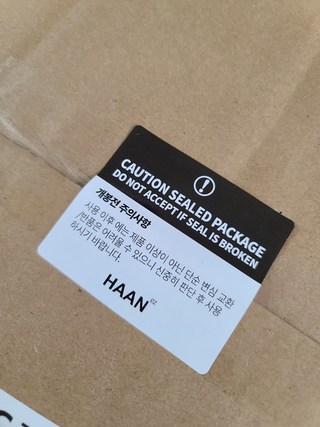 CAUTION SEALED PACKAGE
DO NOT ACCEPT IF SEAL IS BROKEN
개봉전 주의사항
사용 이후 에는 제품 이상이 아닌 단순 변심 교환
/반품은 어려울 수 있으니 신중히 판단 후 사용
하시기 바랍니다.
HAAN